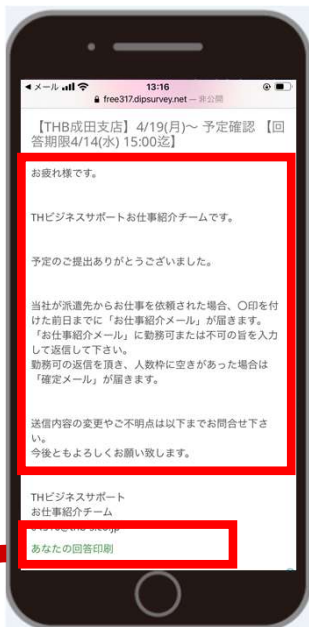 メール
13:16
free317.dipsurvey.net — 非公開
【THB成田支店】4/19(月)～ 予定確認 【回
答期限4/14(水) 15:00迄】
お疲れ様です。
THビジネスサポートお仕事紹介チームです。
予定のご提出ありがとうございました。
当社が派遣先からお仕事を依頼された場合、〇印を付
けた前日までに「お仕事紹介メール」が届きます。
「お仕事紹介メール」に勤務可または不可の旨を入力
して返信して下さい。
勤務可の返信を頂き、人数枠に空きがあった場合は
「確定メール」が届きます。
送信内容の変更やご不明点は以下までお問合せ下さ
い。
今後ともよろしくお願い致します。
THビジネスサポート
お仕事紹介チーム
あなたの回答印刷